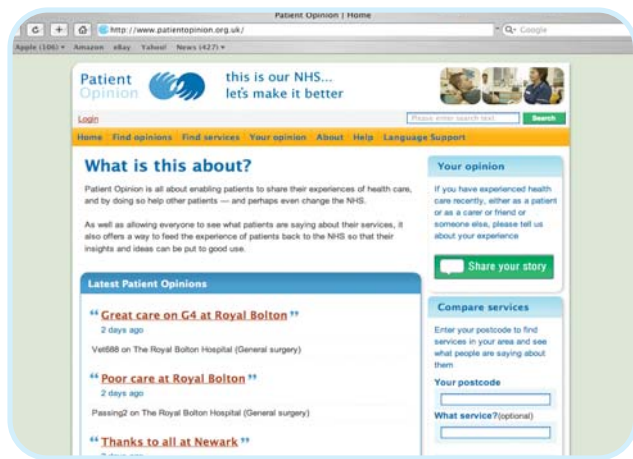 Patient Opinion | Home
http://www.patientopinion.org.uk/
Google
Apple (106) Amazon eBay Yahoo! News (427)
Patient
Opinion
this is our NHS...
let's make it better
Login
Please enter search text
Search
Home Find opinions Find services Your opinion About Help Language Support
What is this about?
Patient Opinion is all about enabling patients to share their experiences of health care,
and by doing so help other patients — and perhaps even change the NHS.
As well as allowing everyone to see what patients are saying about their services, it
also offers a way to feed the experience of patients back to the NHS so that their
insights and ideas can be put to good use.
Latest Patient Opinions
“ Great care on G4 at Royal Bolton ”
2 days ago
Vet688 on The Royal Bolton Hospital (General surgery)
“ Poor care at Royal Bolton ”
2 days ago
Passing2 on The Royal Bolton Hospital (General surgery)
“ Thanks to all at Newark ”
2 days ago
Your opinion
If you have experienced health
care recently, either as a patient
or as a carer or friend or
someone else, please tell us
about your experience
Share your story
Compare services
Enter your postcode to find
services in your area and see
what people are saying about
them
Your postcode
What service?(optional)